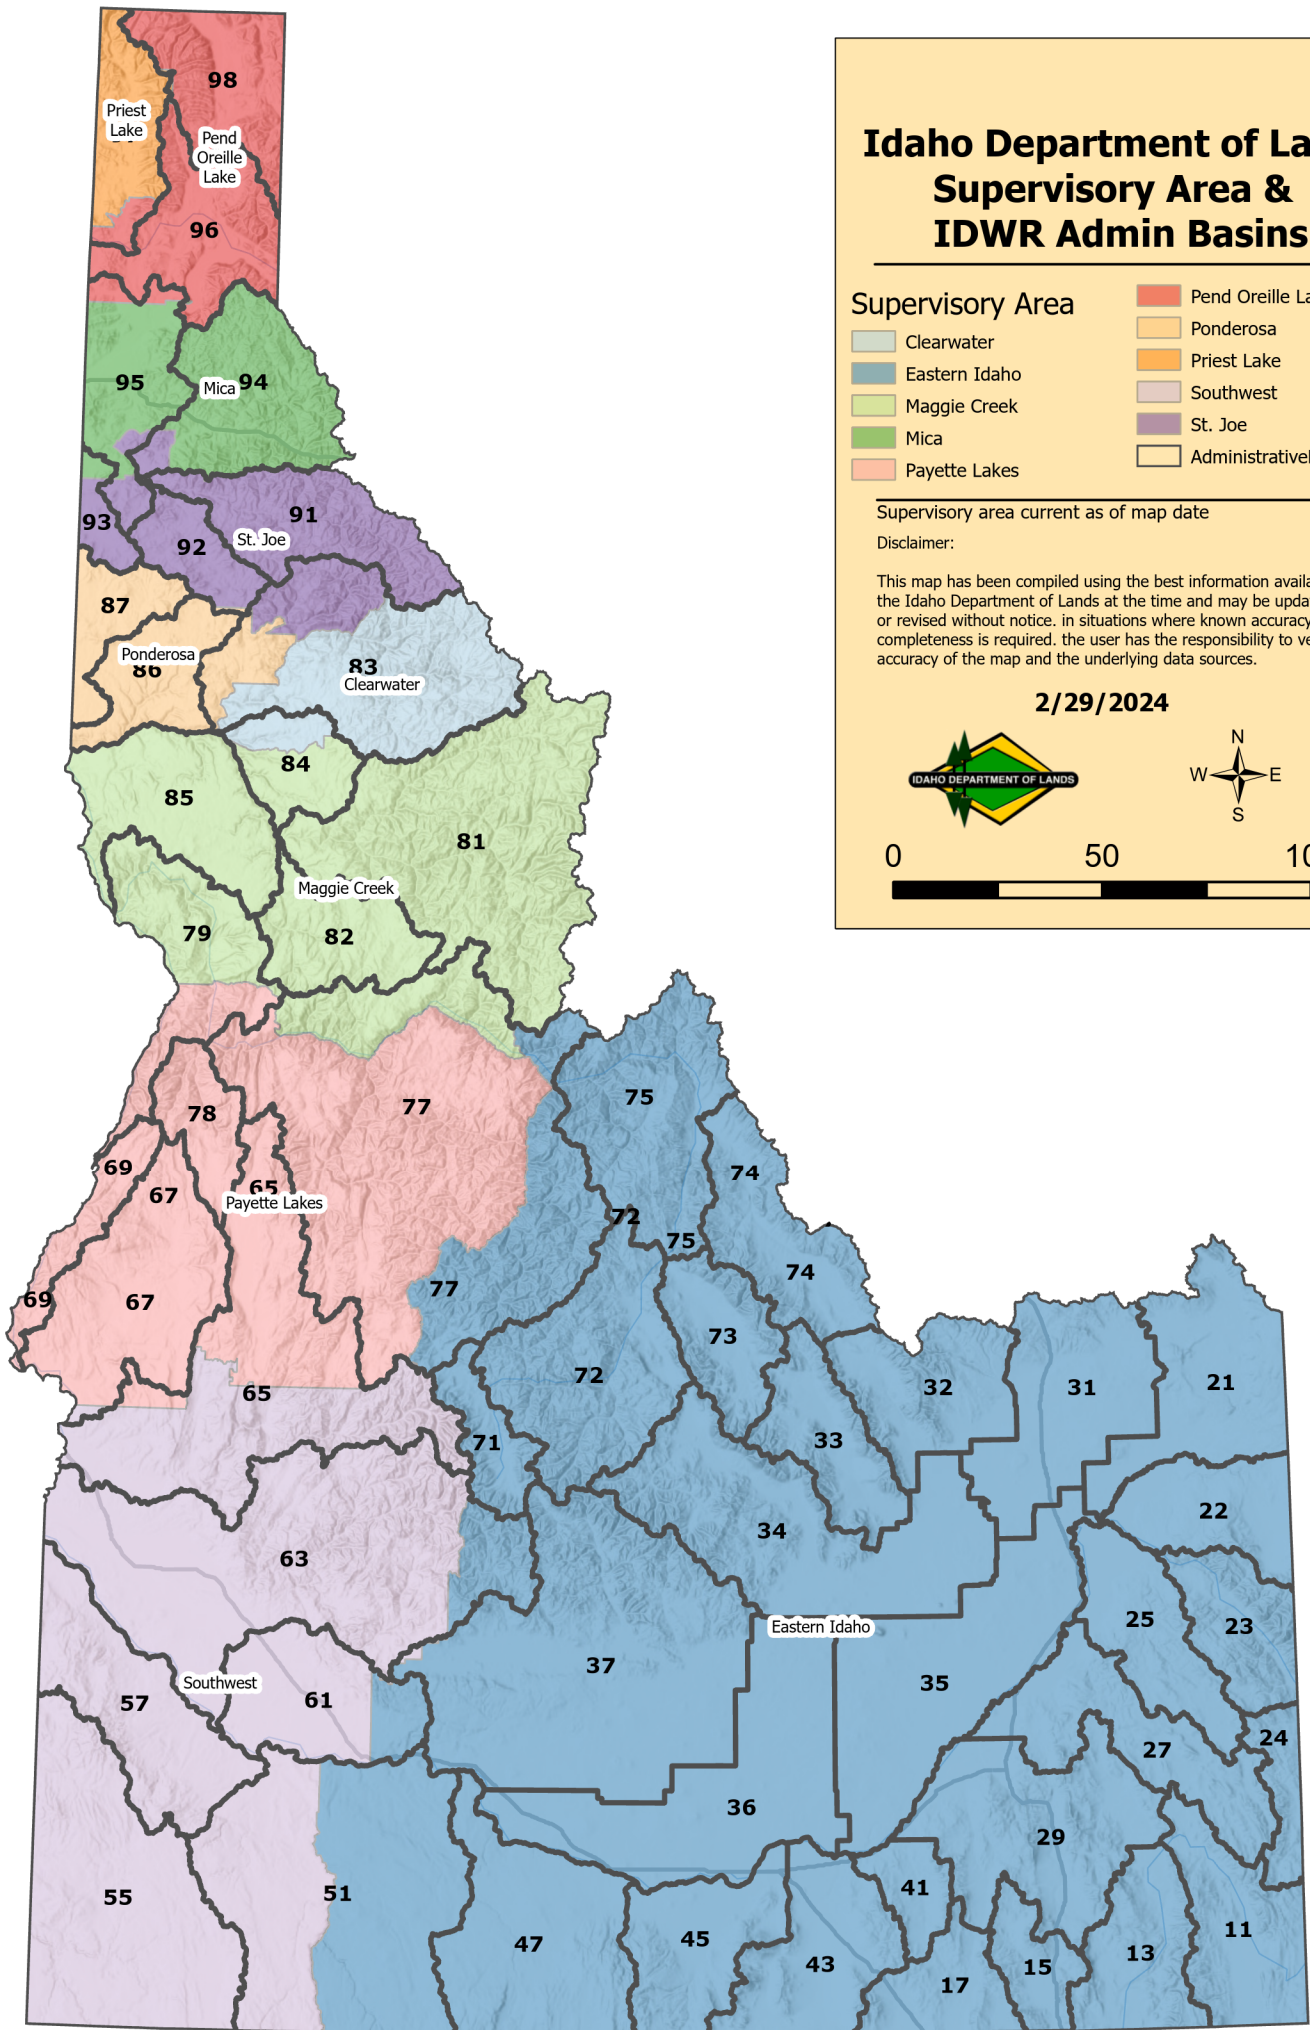 98
Priest
Lake
Pend
Oreille
Lake
96
95
Mica
94
93
92
91
St. Joe
87
Ponderosa
86
83
Clearwater
84
85
81
Maggie Creek
79
82
75
77
78
74
69
67
65
Payette Lakes
72
75
74
77
69
67
73
72
65
32
31
21
71
33
34
22
63
25
23
Eastern Idaho
37
35
Southwest
61
57
24
27
36
29
51
55
41
11
47
45
43
13
15
17
Idaho Department of La
Supervisory Area &
IDWR Admin Basins
Supervisory Area
Clearwater
Eastern Idaho
Maggie Creek
Mica
Payette Lakes
Pend Oreille La
Ponderosa
Priest Lake
Southwest
St. Joe
Administrative
Supervisory area current as of map date
Disclaimer:
This map has been compiled using the best information availa
the Idaho Department of Lands at the time and may be upda
or revised without notice. in situations where known accuracy
completeness is required. the user has the responsibility to ve
accuracy of the map and the underlying data sources.
2/29/2024
IDAHO DEPARTMENT OF LANDS
N
W E
S
0 50 10